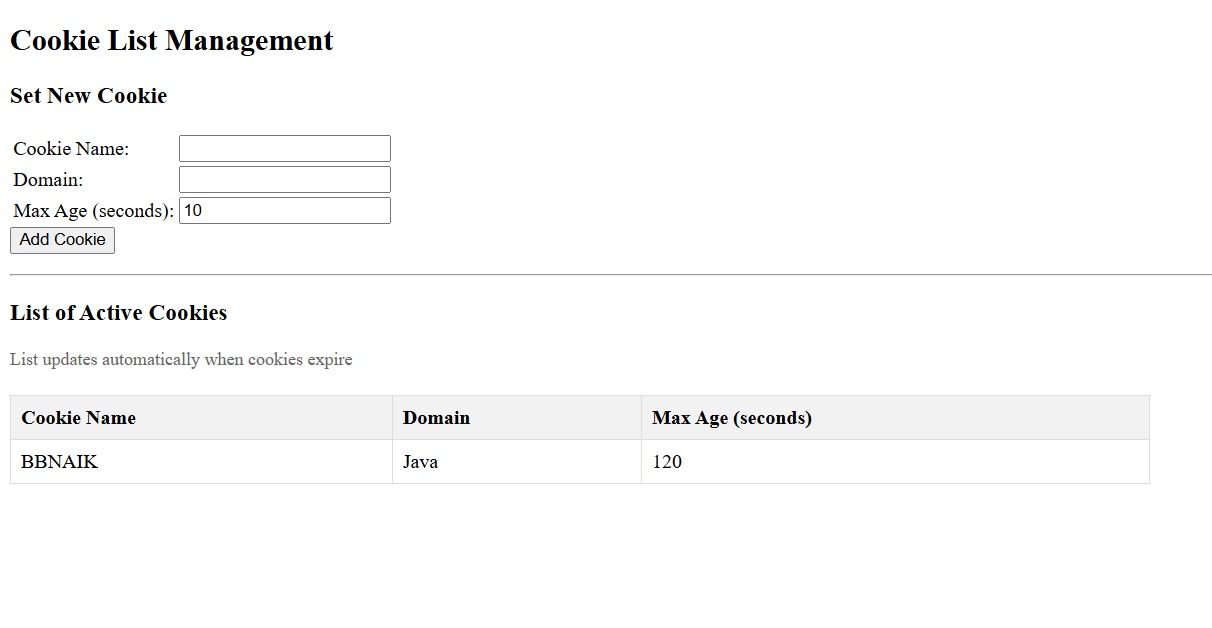 Cookie List Management
Set New Cookie
Cookie Name:
Domain:
Max Age (seconds): 10
Add Cookie
List of Active Cookies
List updates automatically when cookies expire
Cookie Name Domain Max Age (seconds)
BBNAIK Java 120